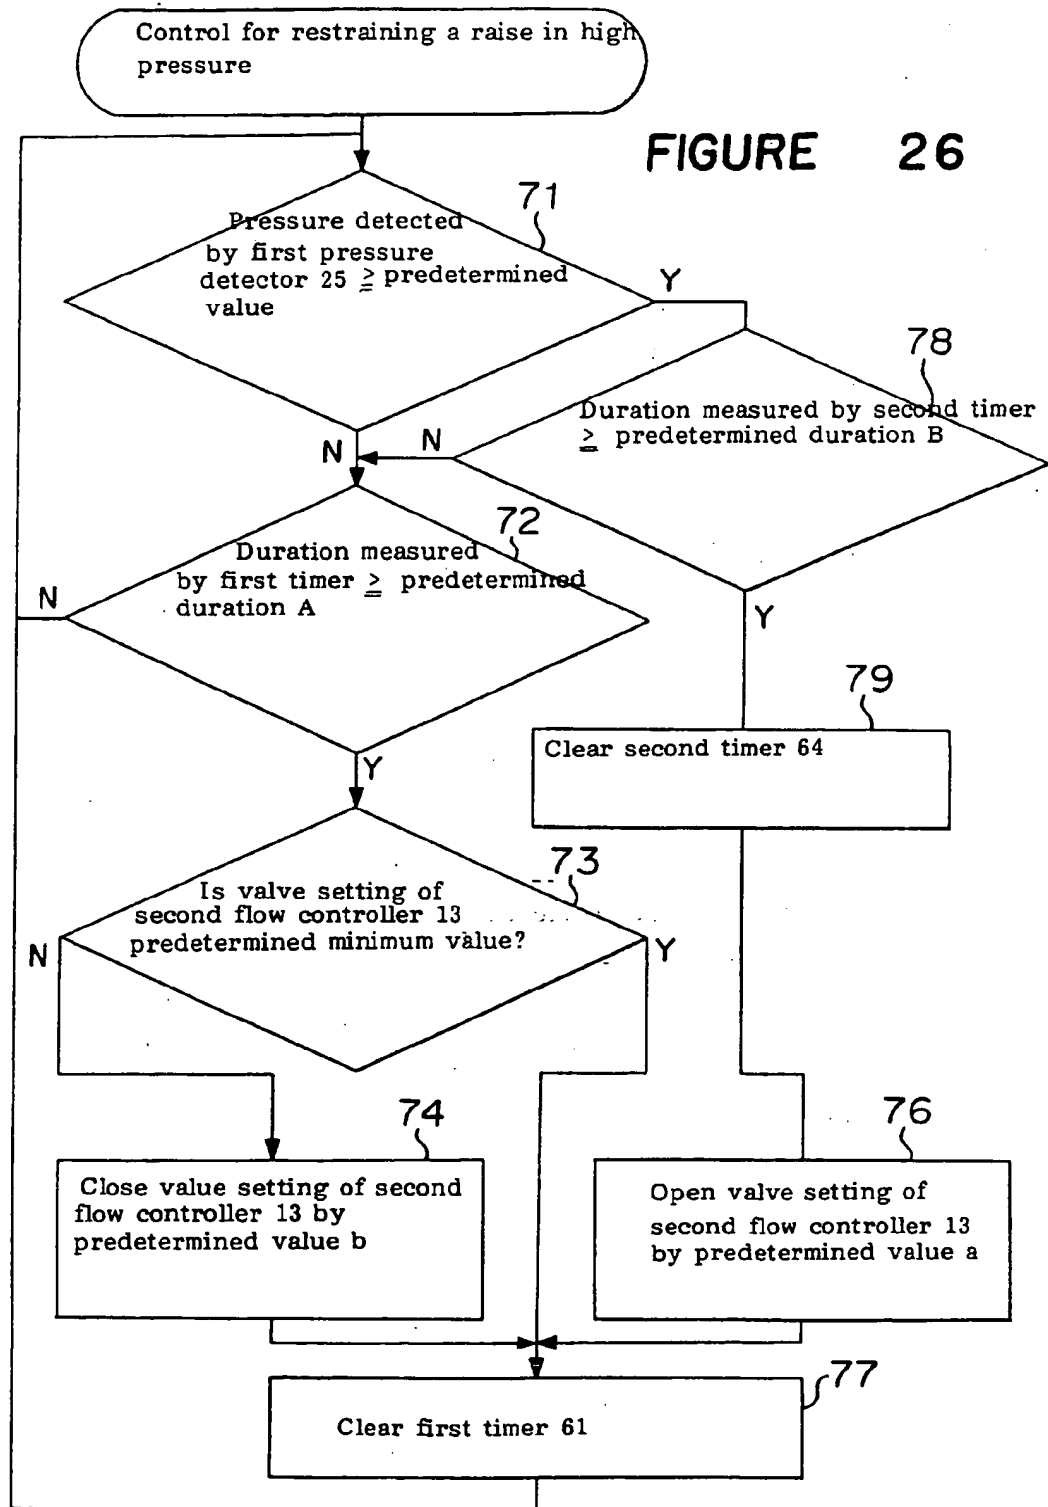 Control for restraining a raise in high
pressure
FIGURE 26
71
Pressure detected
by first pressure
detector 25 ≧ predetermined
value
Y
N
78
Duration measured by second timer
≧ predetermined duration B
N
Y
72
Duration measured
by first timer ≧ predetermined
duration A
N
Y
79
Clear second timer 64
73
Is valve setting of
second flow controller 13
predetermined minimum value?
N
Y
74
Close value setting of second
flow controller 13 by
predetermined value b
76
Open valve setting of
second flow controller 13
by predetermined value a
77
Clear first timer 61